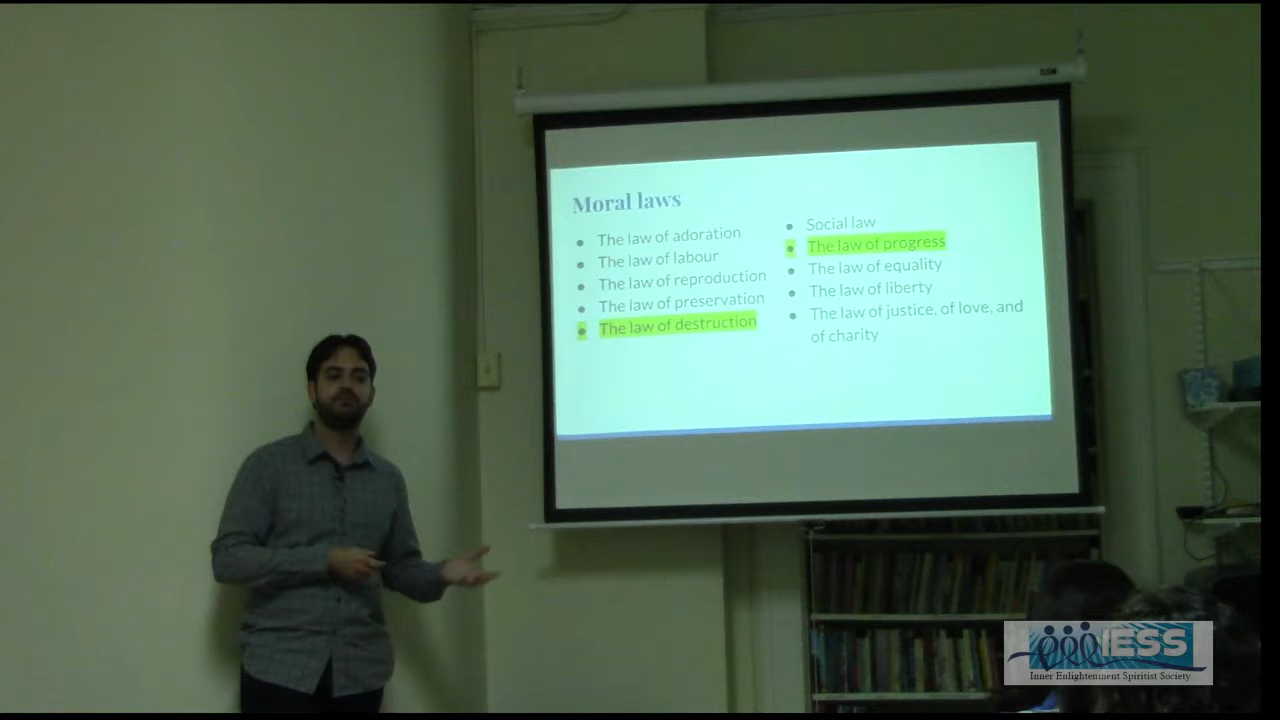 Moral laws
The law of adoration
The law of labour
The law of reproduction
The law of preservation
The law of destruction
Social law
The law of progress
The law of equality
The law of liberty
The law of justice, of love, and
of charity
IESS
Inner Enlightenment Spiritist Society